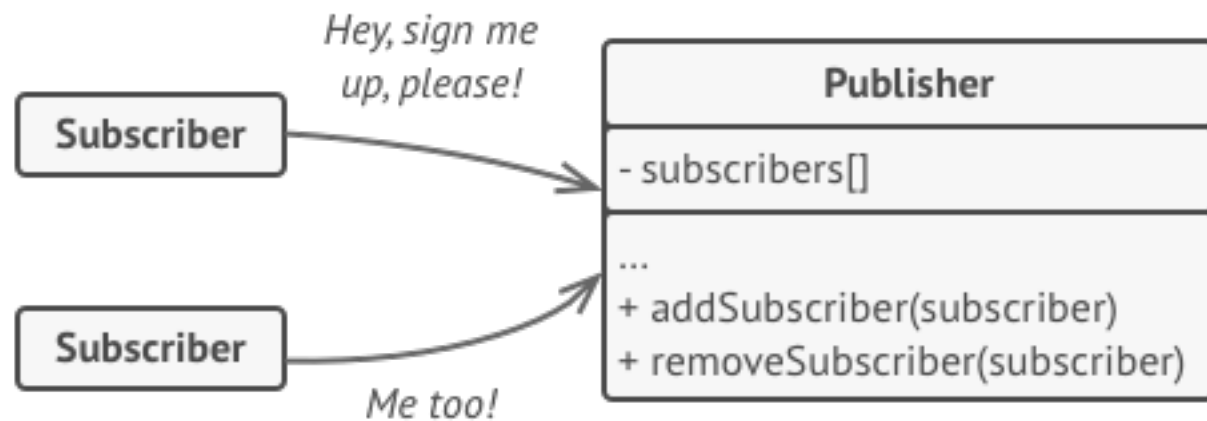 Hey, sign me
up, please!
Subscriber
Publisher
- subscribers[]
...
+ addSubscriber(subscriber)
+ removeSubscriber(subscriber)
Subscriber
Me too!